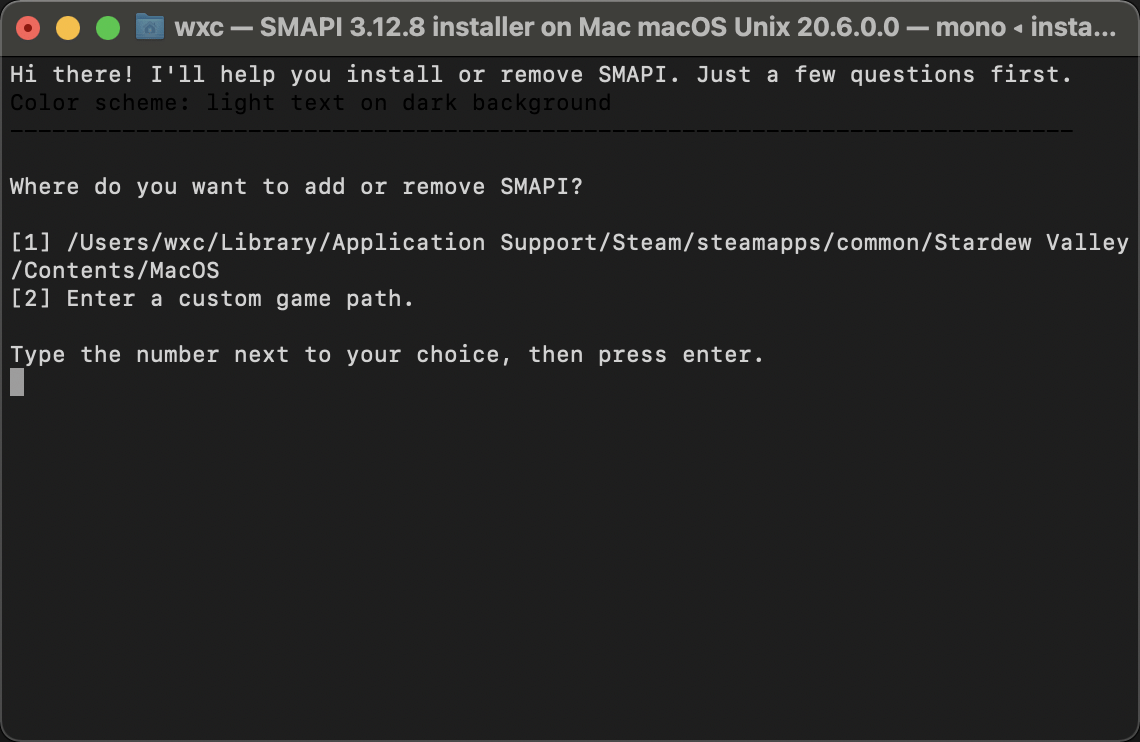 wxc — SMAPI 3.12.8 installer on Mac macOS Unix 20.6.0.0 — mono ◂ insta...
Hi there! I'll help you install or remove SMAPI. Just a few questions first.
Color scheme: light text on dark background
----------------------------------------------------------------------------
Where do you want to add or remove SMAPI?
[1] /Users/wxc/Library/Application Support/Steam/steamapps/common/Stardew Valley
/Contents/MacOS
[2] Enter a custom game path.
Type the number next to your choice, then press enter.